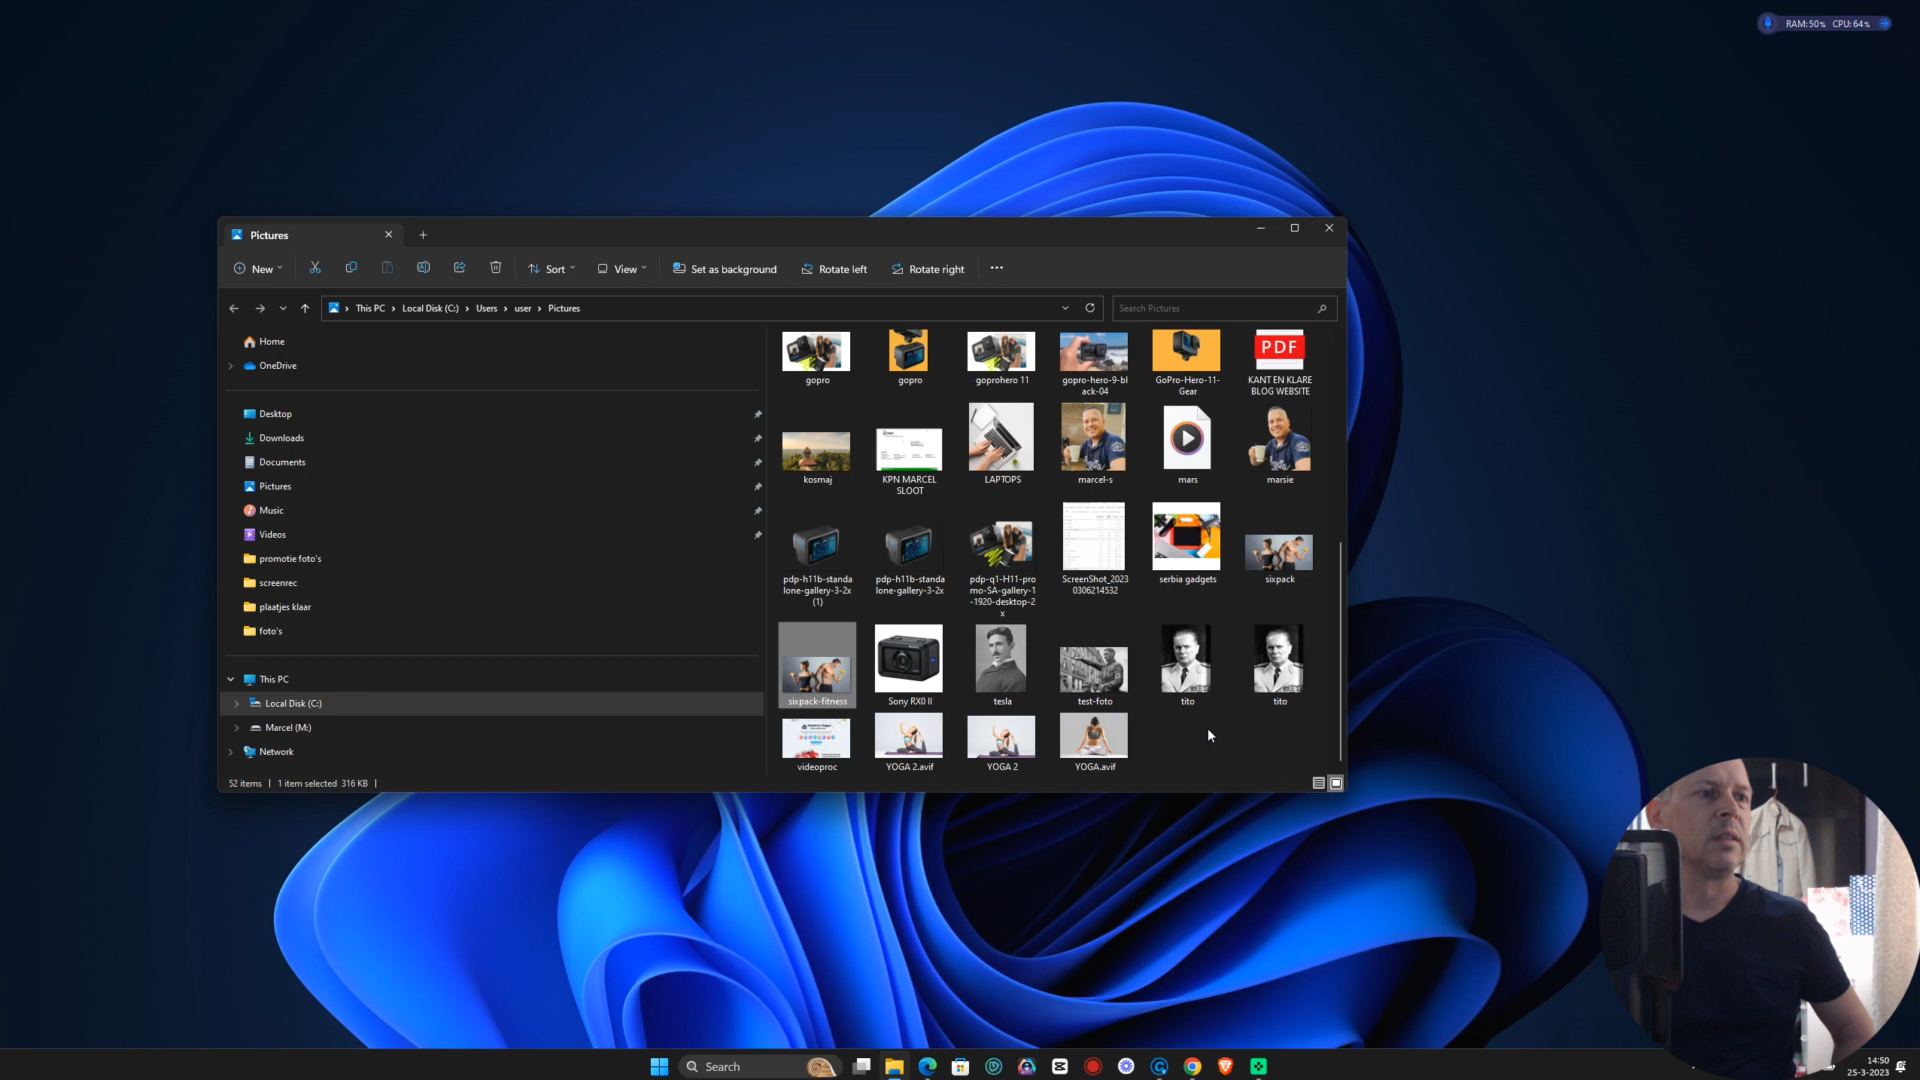 RAM: 50% CPU: 64%
Pictures
New
Sort
View
Set as background
Rotate left
Rotate right
This PC
Local Disk (C:)
Users
user
Pictures
Search Pictures
Home
OneDrive
Desktop
Downloads
Documents
Pictures
Music
Videos
promotie foto's
screenrec
plaatjes klaar
foto's
This PC
Local Disk (C:)
Marcel (M:)
Network
PDF
gopro
gopro
goprohero 11
gopro-hero-9-bl
ack-04
GoPro-Hero-11-
Gear
KANT EN KLARE
BLOG WEBSITE
kosmaj
KPN MARCEL
SLOOT
LAPTOPS
marcel-s
mars
marsie
pdp-h11b-standa
lone-gallery-3-2x
(1)
pdp-h11b-standa
lone-gallery-3-2x
pdp-q1-H11-pro
mo-SA-gallery-1
-1920-desktop-2
x
ScreenShot_2023
0306214532
serbia gadgets
sixpack
sixpack-fitness
Sony RX0 II
tesla
test-foto
tito
tito
videoproc
YOGA 2.avif
YOGA 2
YOGA.avif
52 items
1 item selected 316 KB
Search
14:50
25-3-2023